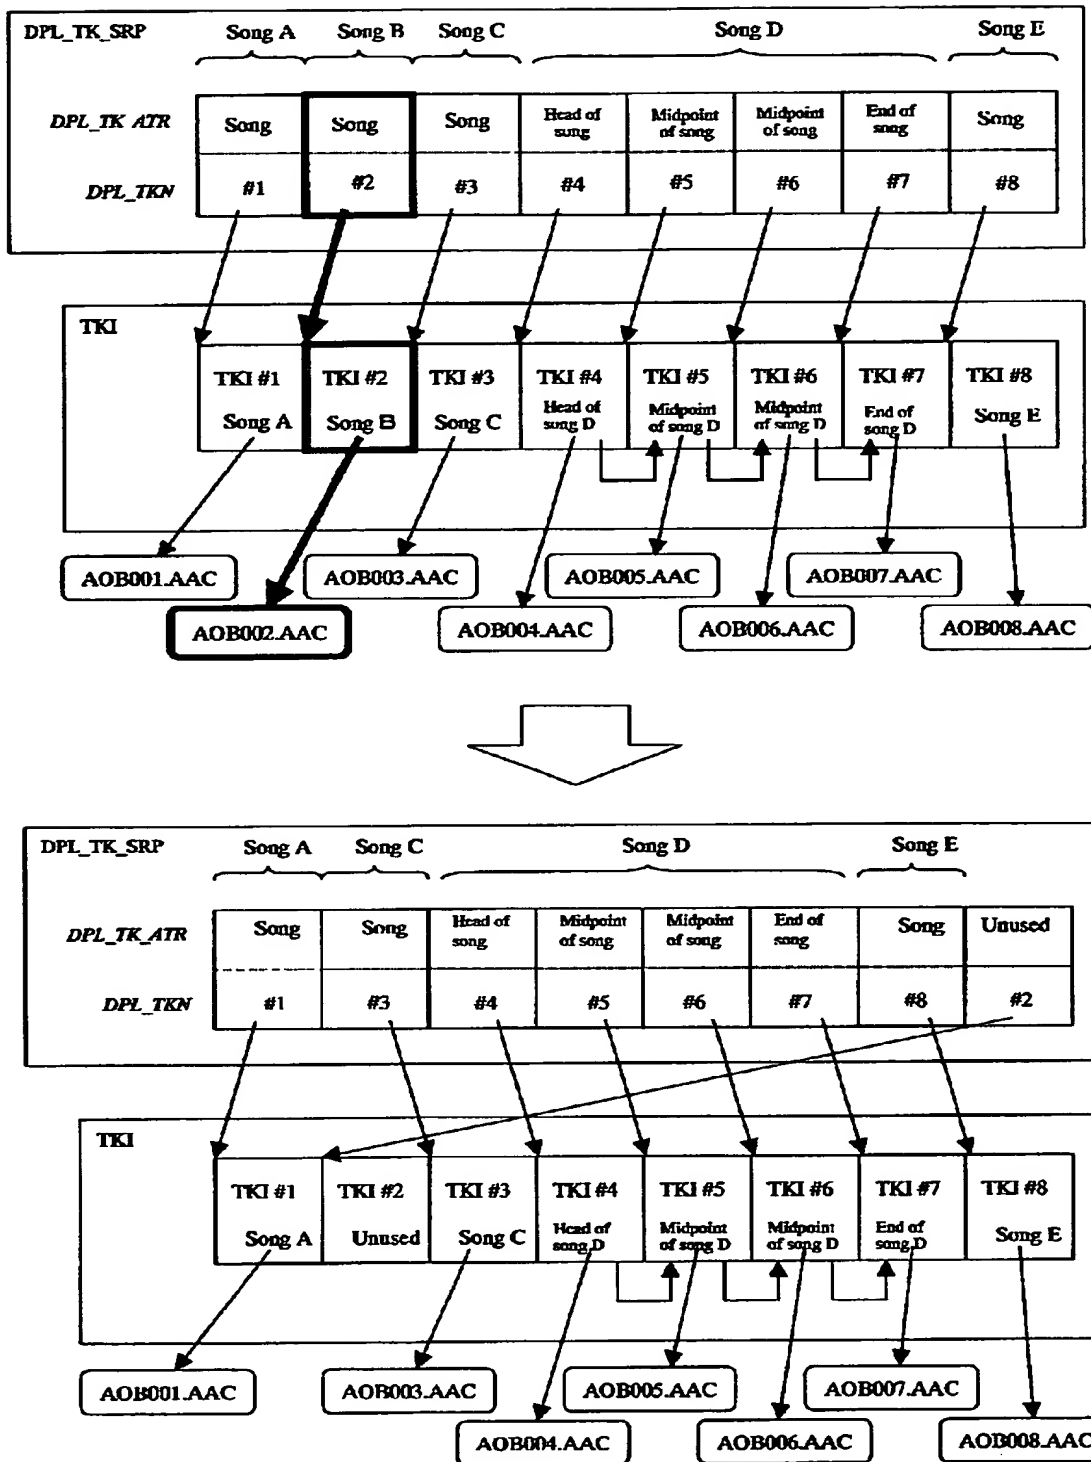 DPL_TK_SRP Song A Song B Song C Song D Song E
DPL_TK ATR Song Song Song Head of song Midpoint of song Midpoint of song End of song Song
DPL_TKN #1 #2 #3 #4 #5 #6 #7 #8
TKI
TKI #1 TKI #2 TKI #3 TKI #4 TKI #5 TKI #6 TKI #7 TKI #8
Song A Song B Song C Head of song D Midpoint of song D Midpoint of song D End of song D Song E
AOB001.AAC AOB003.AAC AOB005.AAC AOB007.AAC
AOB002.AAC AOB004.AAC AOB006.AAC AOB008.AAC
DPL_TK_SRP Song A Song C Song D Song E
DPL_TK_ATR Song Song Head of song Midpoint of song Midpoint of song End of song Song Unused
DPL_TKN #1 #3 #4 #5 #6 #7 #8 #2
TKI
TKI #1 TKI #2 TKI #3 TKI #4 TKI #5 TKI #6 TKI #7 TKI #8
Song A Unused Song C Head of song D Midpoint of song D Midpoint of song D End of song D Song E
AOB001.AAC AOB003.AAC AOB005.AAC AOB007.AAC
AOB004.AAC AOB006.AAC AOB008.AAC